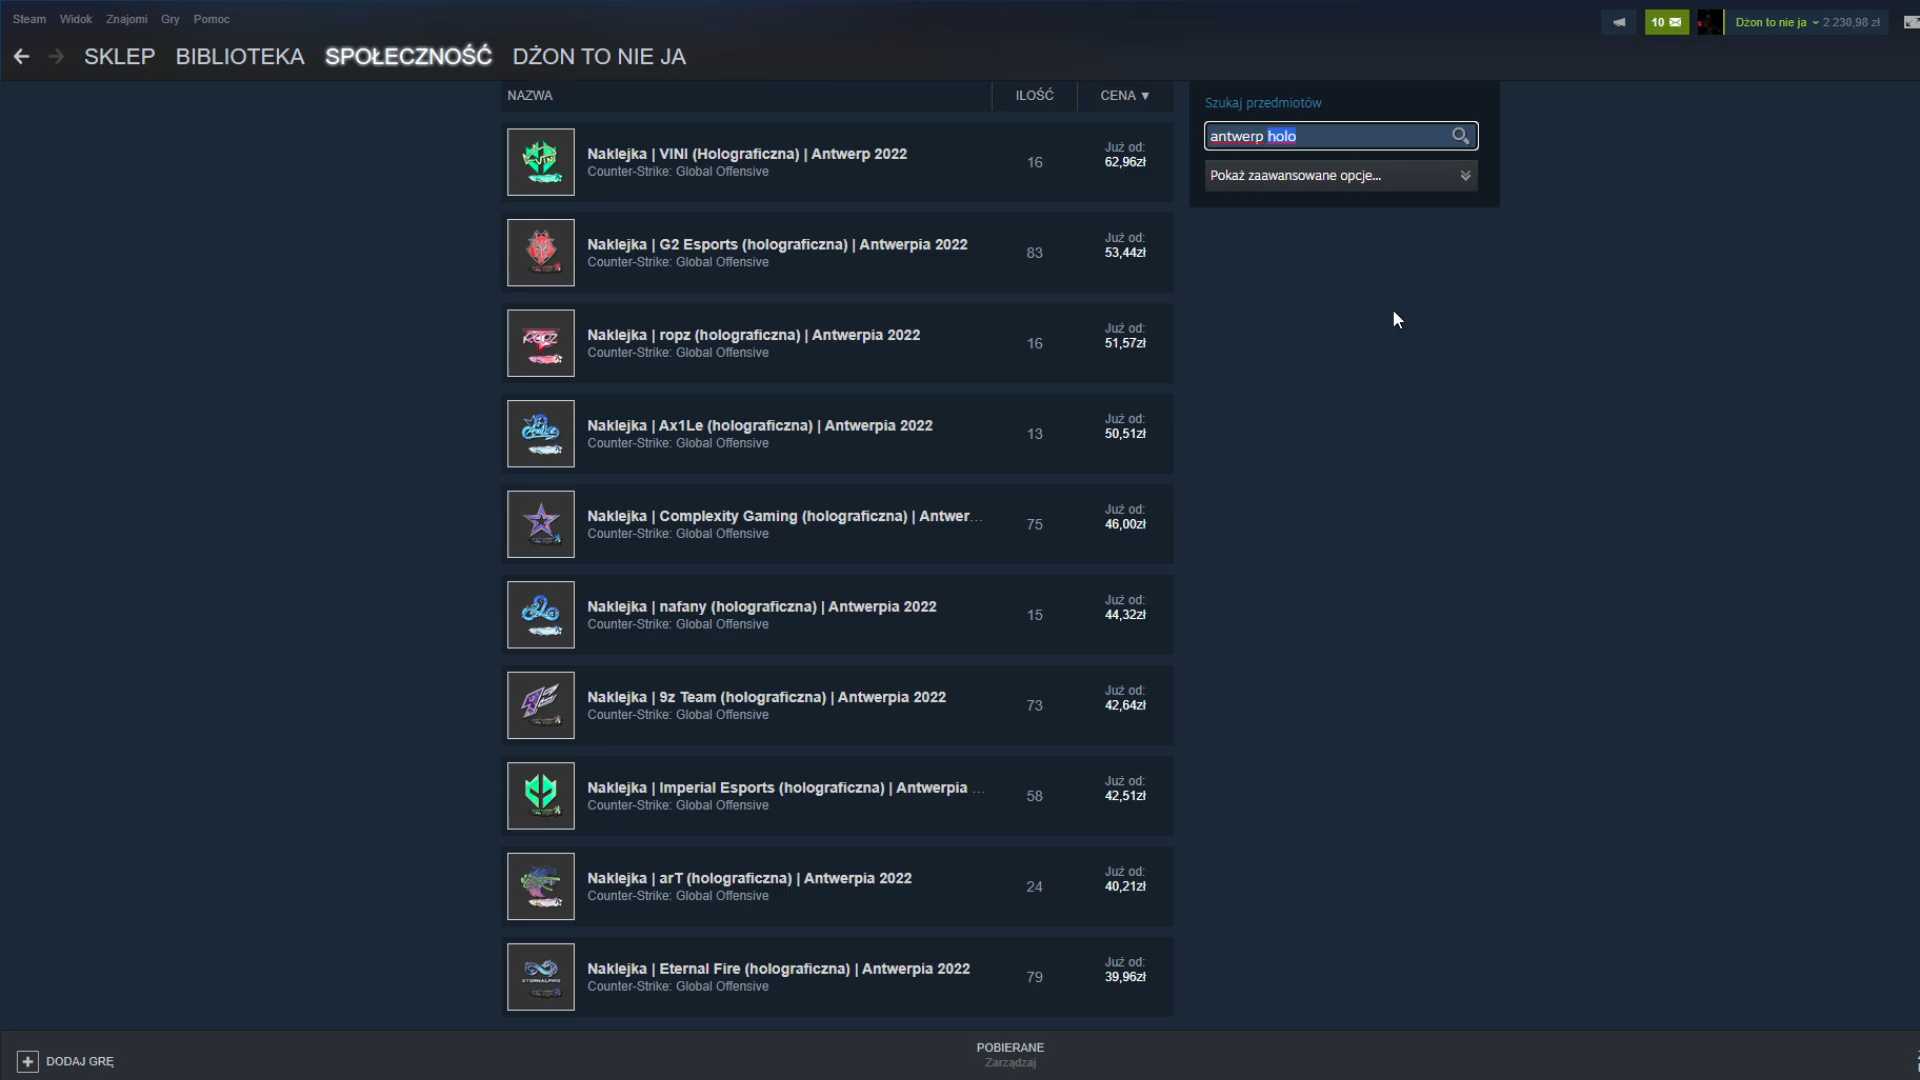 Steam Widok Znajomi Gry Pomoc
10
Dżon to nie ja 2 230,98 zł
SKLEP BIBLIOTEKA SPOŁECZNOŚĆ DŻON TO NIE JA
NAZWA ILOŚĆ CENA ▼
Szukaj przedmiotów
antwerp holo
Pokaż zaawansowane opcje...
Naklejka | VINI (Holograficzna) | Antwerp 2022
Counter-Strike: Global Offensive
16
Już od:
62,96zł
Naklejka | G2 Esports (holograficzna) | Antwerpia 2022
Counter-Strike: Global Offensive
83
Już od:
53,44zł
Naklejka | ropz (holograficzna) | Antwerpia 2022
Counter-Strike: Global Offensive
16
Już od:
51,57zł
Naklejka | Ax1Le (holograficzna) | Antwerpia 2022
Counter-Strike: Global Offensive
13
Już od:
50,51zł
Naklejka | Complexity Gaming (holograficzna) | Antwer...
Counter-Strike: Global Offensive
75
Już od:
46,00zł
Naklejka | nafany (holograficzna) | Antwerpia 2022
Counter-Strike: Global Offensive
15
Już od:
44,32zł
Naklejka | 9z Team (holograficzna) | Antwerpia 2022
Counter-Strike: Global Offensive
73
Już od:
42,64zł
Naklejka | Imperial Esports (holograficzna) | Antwerpia ...
Counter-Strike: Global Offensive
58
Już od:
42,51zł
Naklejka | arT (holograficzna) | Antwerpia 2022
Counter-Strike: Global Offensive
24
Już od:
40,21zł
Naklejka | Eternal Fire (holograficzna) | Antwerpia 2022
Counter-Strike: Global Offensive
79
Już od:
39,96zł
DODAJ GRĘ
POBIERANE
Zarządzaj